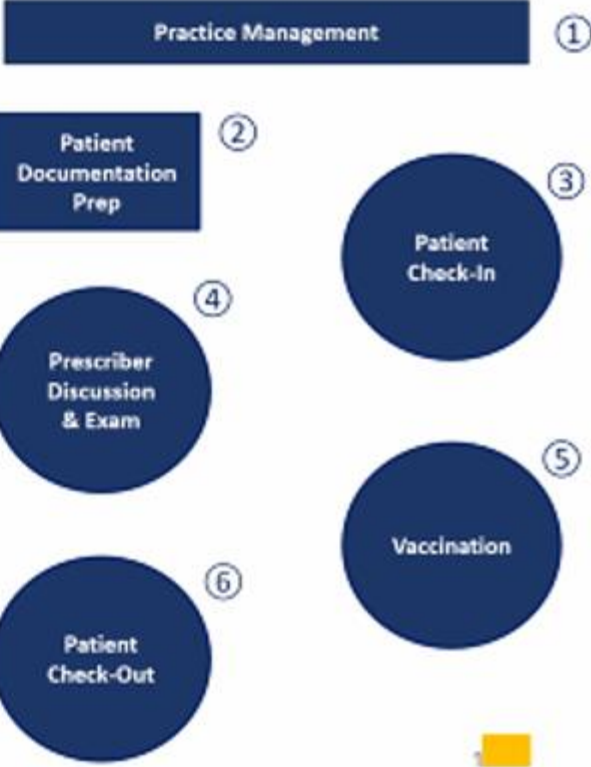 Practice Management
①
Patient
Documentation
Prep
②
Patient
Check-In
③
Prescriber
Discussion
& Exam
④
Vaccination
⑤
Patient
Check-Out
⑥